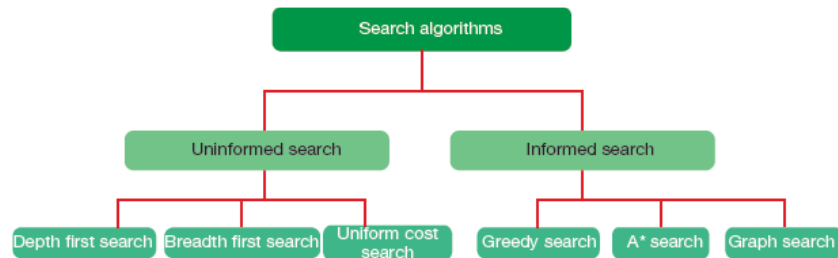 Search algorithms
Uninformed search
Informed search
Depth first search
Breadth first search
Uniform cost
search
Greedy search
A* search
Graph search